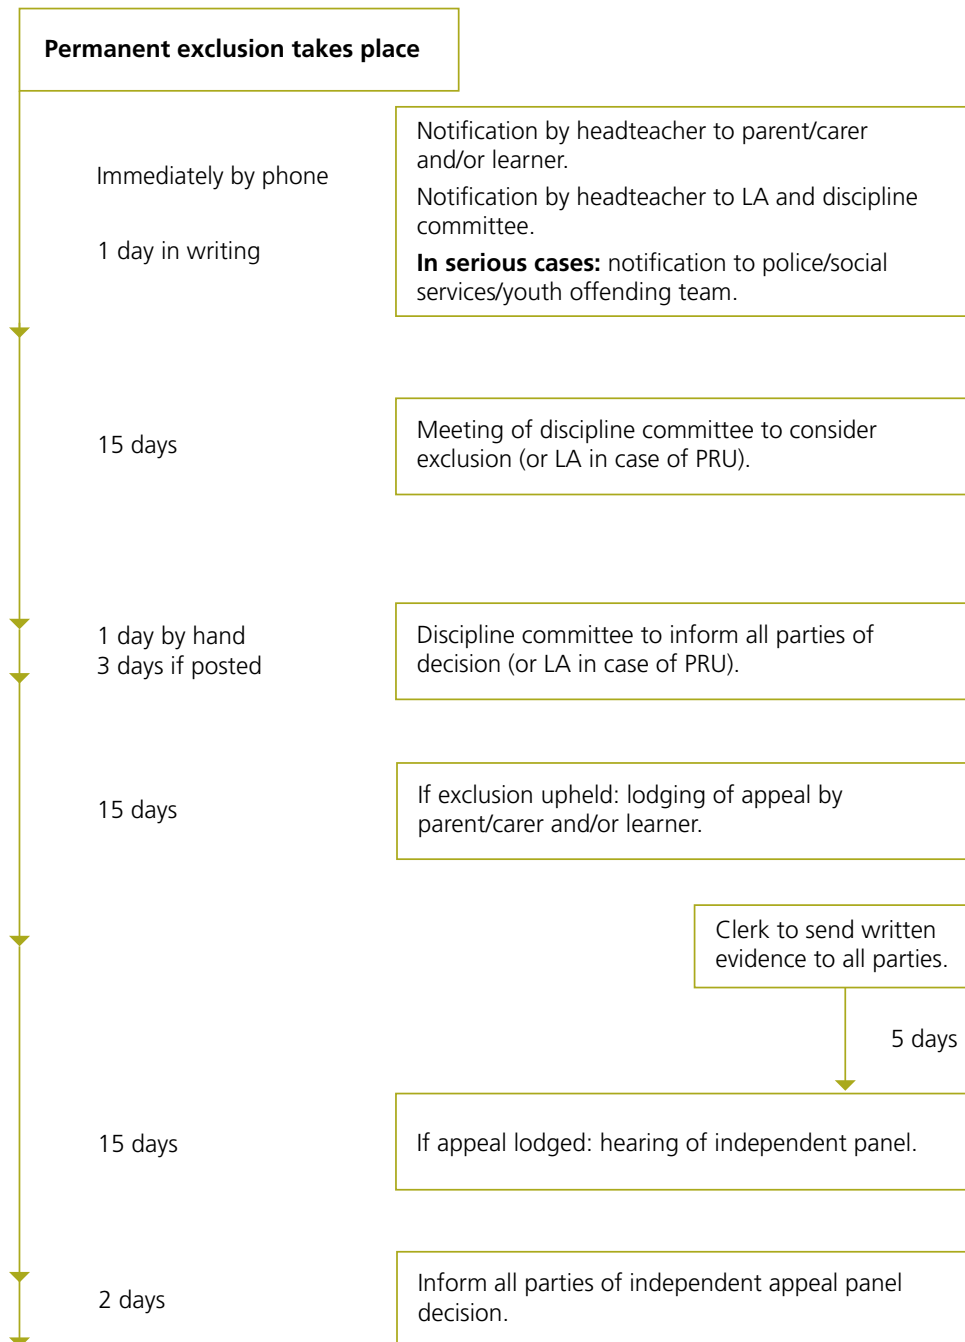 Permanent exclusion takes place
Immediately by phone
1 day in writing
Notification by headteacher to parent/carer
and/or learner.
Notification by headteacher to LA and discipline
committee.
In serious cases: notification to police/social
services/youth offending team.
15 days
Meeting of discipline committee to consider
exclusion (or LA in case of PRU).
1 day by hand
3 days if posted
Discipline committee to inform all parties of
decision (or LA in case of PRU).
15 days
If exclusion upheld: lodging of appeal by
parent/carer and/or learner.
Clerk to send written
evidence to all parties.
5 days
15 days
If appeal lodged: hearing of independent panel.
2 days
Inform all parties of independent appeal panel
decision.